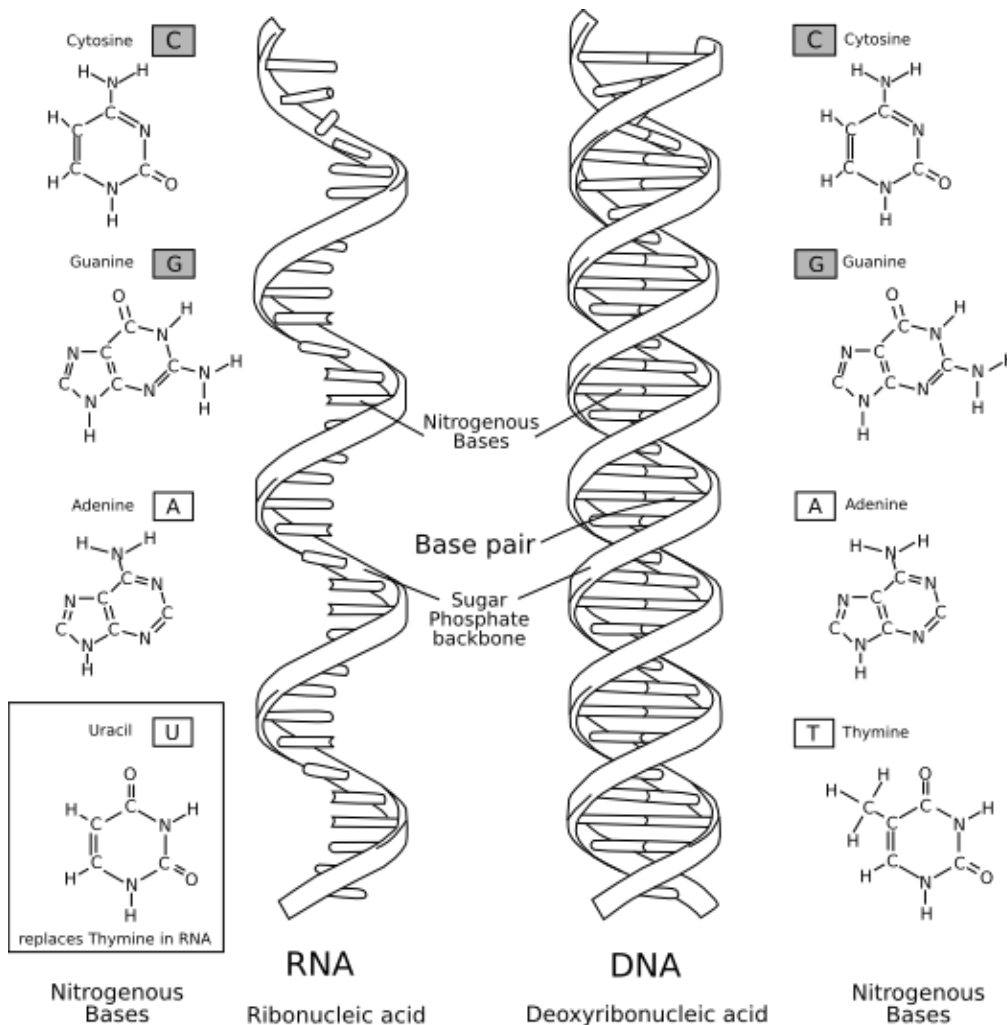 Cytosine C
H H
N
H
C C N
C C O
H N
H
Guanine G
O
H
C N
N C
C C N C N H
N H
H
Adenine A
H H
N
C N
N C
C C N C
N
H
Uracil U
O
H C H
C N
C C
H N O
H
replaces Thymine in RNA
Nitrogenous
Bases
Nitrogenous
Bases
Base pair
Sugar
Phosphate
backbone
RNA
Ribonucleic acid
DNA
Deoxyribonucleic acid
C Cytosine
H H
N
H
C C N
C C O
H N
H
G Guanine
O
H
C N
N C
C C N C N H
N H
H
A Adenine
H H
N
C N
N C
C C N C
N
H
T Thymine
H O
H C C H
H C N
C C
H N O
H
Nitrogenous
Bases